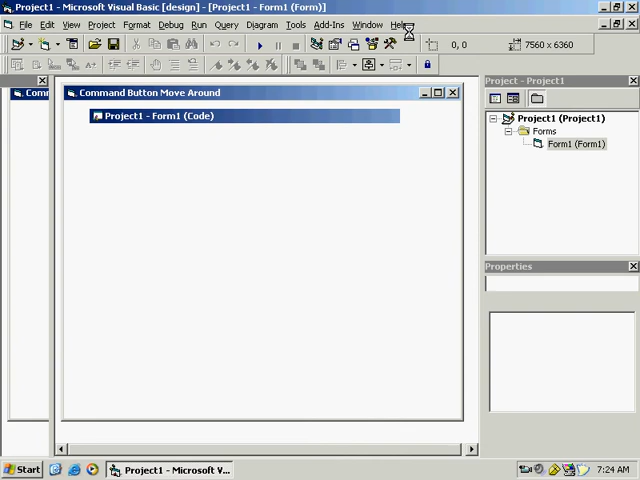 Project1 - Microsoft Visual Basic [design] - [Project1 - Form1 (Form)]
File Edit View Project Format Debug Run Query Diagram Tools Add-Ins Window Help
0, 0 7560 x 6360
Comm
Command Button Move Around
Project1 - Form1 (Code)
Project - Project1
Project1 (Project1)
Forms
Form1 (Form1)
Properties
Start Project1 - Microsoft V... 7:24 AM